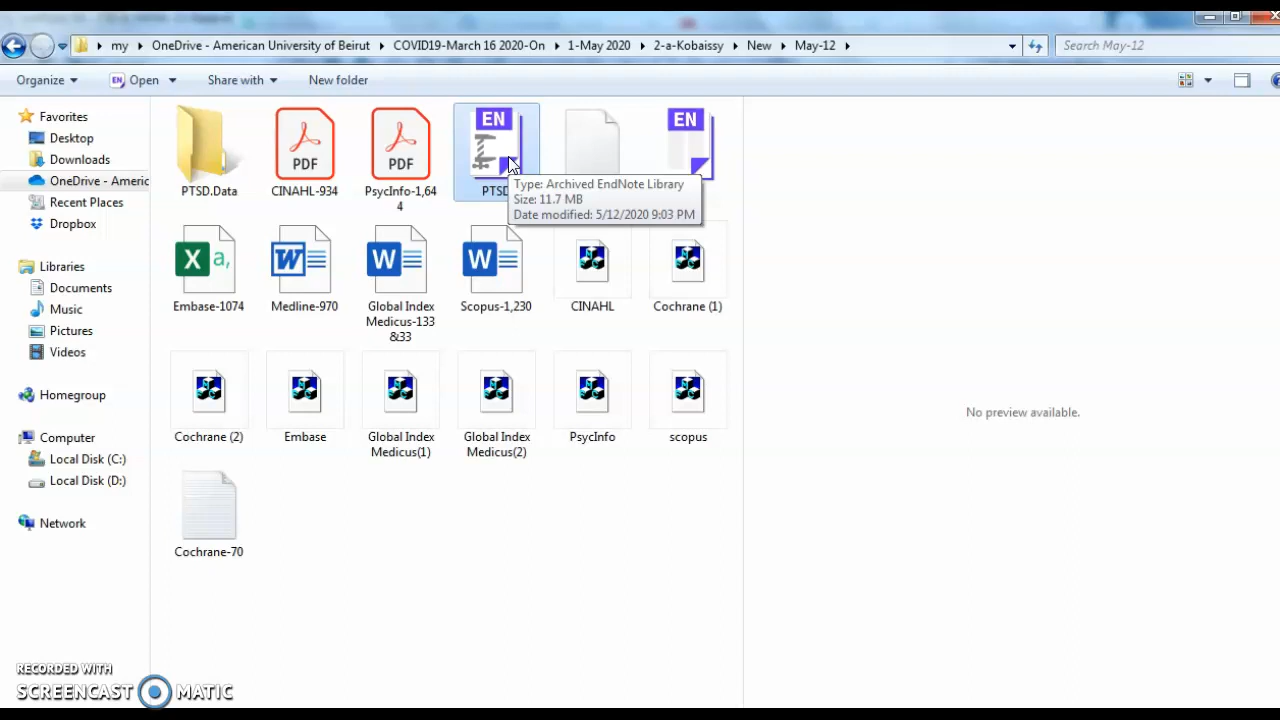 my ▸ OneDrive - American University of Beirut ▸ COVID19-March 16 2020-On ▸ 1-May 2020 ▸ 2-a-Kobaissy ▸ New ▸ May-12 ▸
Search May-12
Organize EN Open Share with New folder
Favorites
Desktop
Downloads
OneDrive - Americ
Recent Places
Dropbox
Libraries
Documents
Music
Pictures
Videos
Homegroup
Computer
Local Disk (C:)
Local Disk (D:)
Network
PDF PDF EN EN
PTSD.Data CINAHL-934 PsycInfo-1,64
4
PTSD
Type: Archived EndNote Library
Size: 11.7 MB
Date modified: 5/12/2020 9:03 PM
X a, W W W
Embase-1074 Medline-970 Global Index
Medicus-133
&33
Scopus-1,230 CINAHL Cochrane (1)
Cochrane (2) Embase Global Index
Medicus(1)
Global Index
Medicus(2)
PsycInfo scopus
Cochrane-70
No preview available.
RECORDED WITH
SCREENCAST MATIC